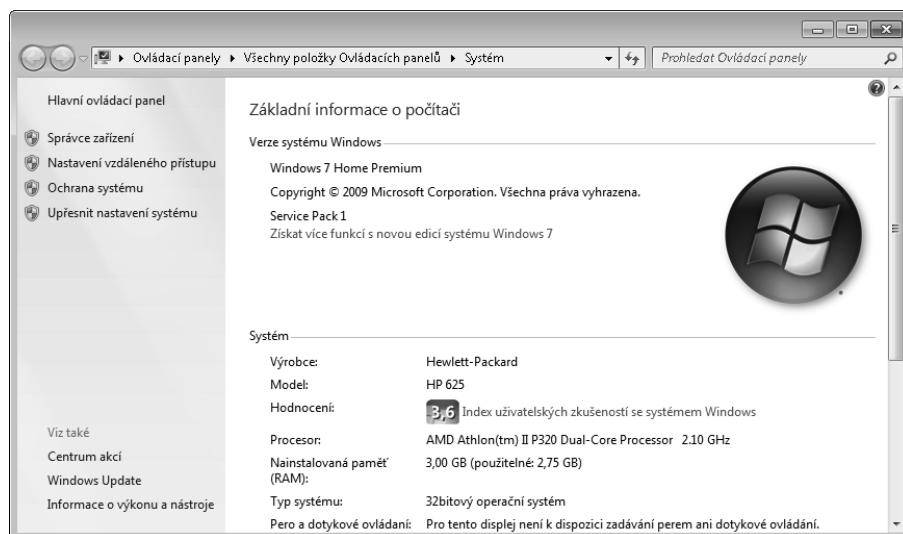 Ovládací panely ▸ Všechny položky Ovládacích panelů ▸ Systém
Prohledat Ovládací panely
Hlavní ovládací panel
Správce zařízení
Nastavení vzdáleného přístupu
Ochrana systému
Upřesnit nastavení systému
Viz také
Centrum akcí
Windows Update
Informace o výkonu a nástroje
Základní informace o počítači
Verze systému Windows
Windows 7 Home Premium
Copyright © 2009 Microsoft Corporation. Všechna práva vyhrazena.
Service Pack 1
Získat více funkcí s novou edicí systému Windows 7
Systém
Výrobce: Hewlett-Packard
Model: HP 625
Hodnocení: 3,6 Index uživatelských zkušeností se systémem Windows
Procesor: AMD Athlon(tm) II P320 Dual-Core Processor 2.10 GHz
Nainstalovaná paměť 3,00 GB (použitelné: 2,75 GB)
(RAM):
Typ systému: 32bitový operační systém
Pero a dotykové ovládání: Pro tento displej není k dispozici zadávání perem ani dotykové ovládání.